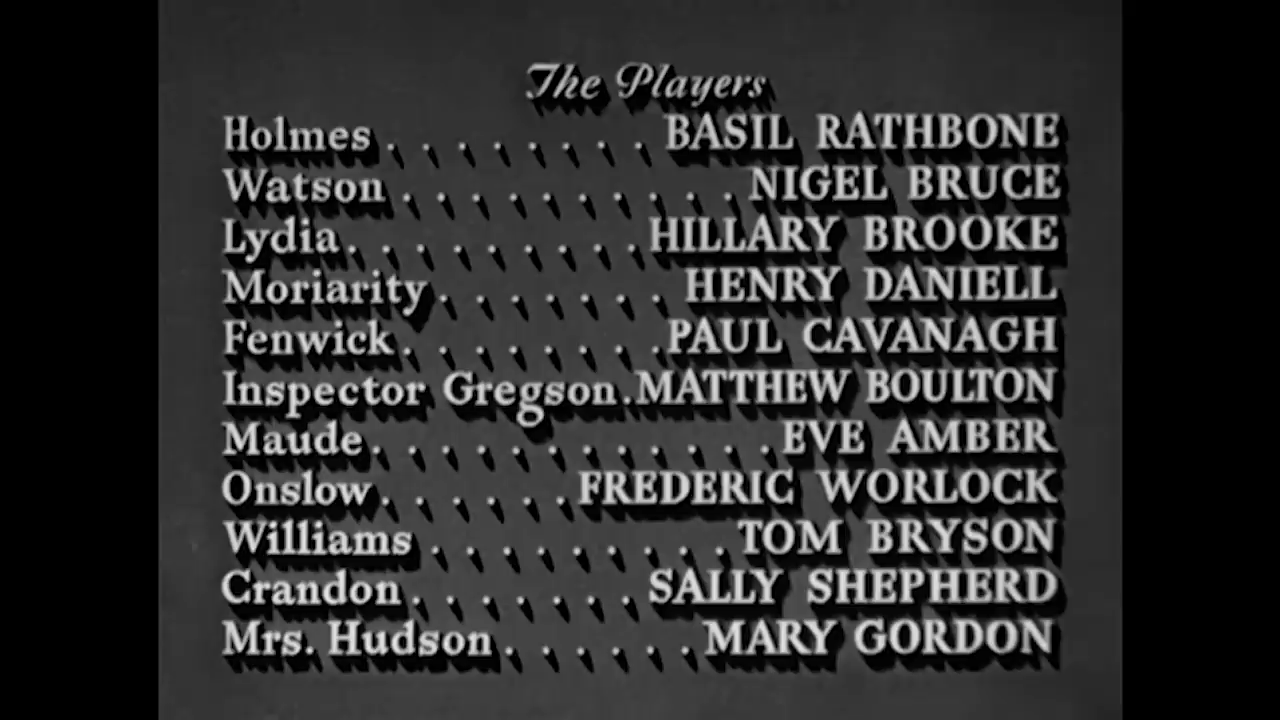 The Players
Holmes . . . . . . . . BASIL RATHBONE
Watson . . . . . . . . . . NIGEL BRUCE
Lydia . . . . . . . . . HILLARY BROOKE
Moriarity . . . . . . . HENRY DANIELL
Fenwick . . . . . . . . PAUL CAVANAGH
Inspector Gregson . MATTHEW BOULTON
Maude . . . . . . . . . . . . EVE AMBER
Onslow . . . . . . FREDERIC WORLOCK
Williams . . . . . . . . . TOM BRYSON
Crandon . . . . . . . SALLY SHEPHERD
Mrs. Hudson . . . . . . MARY GORDON